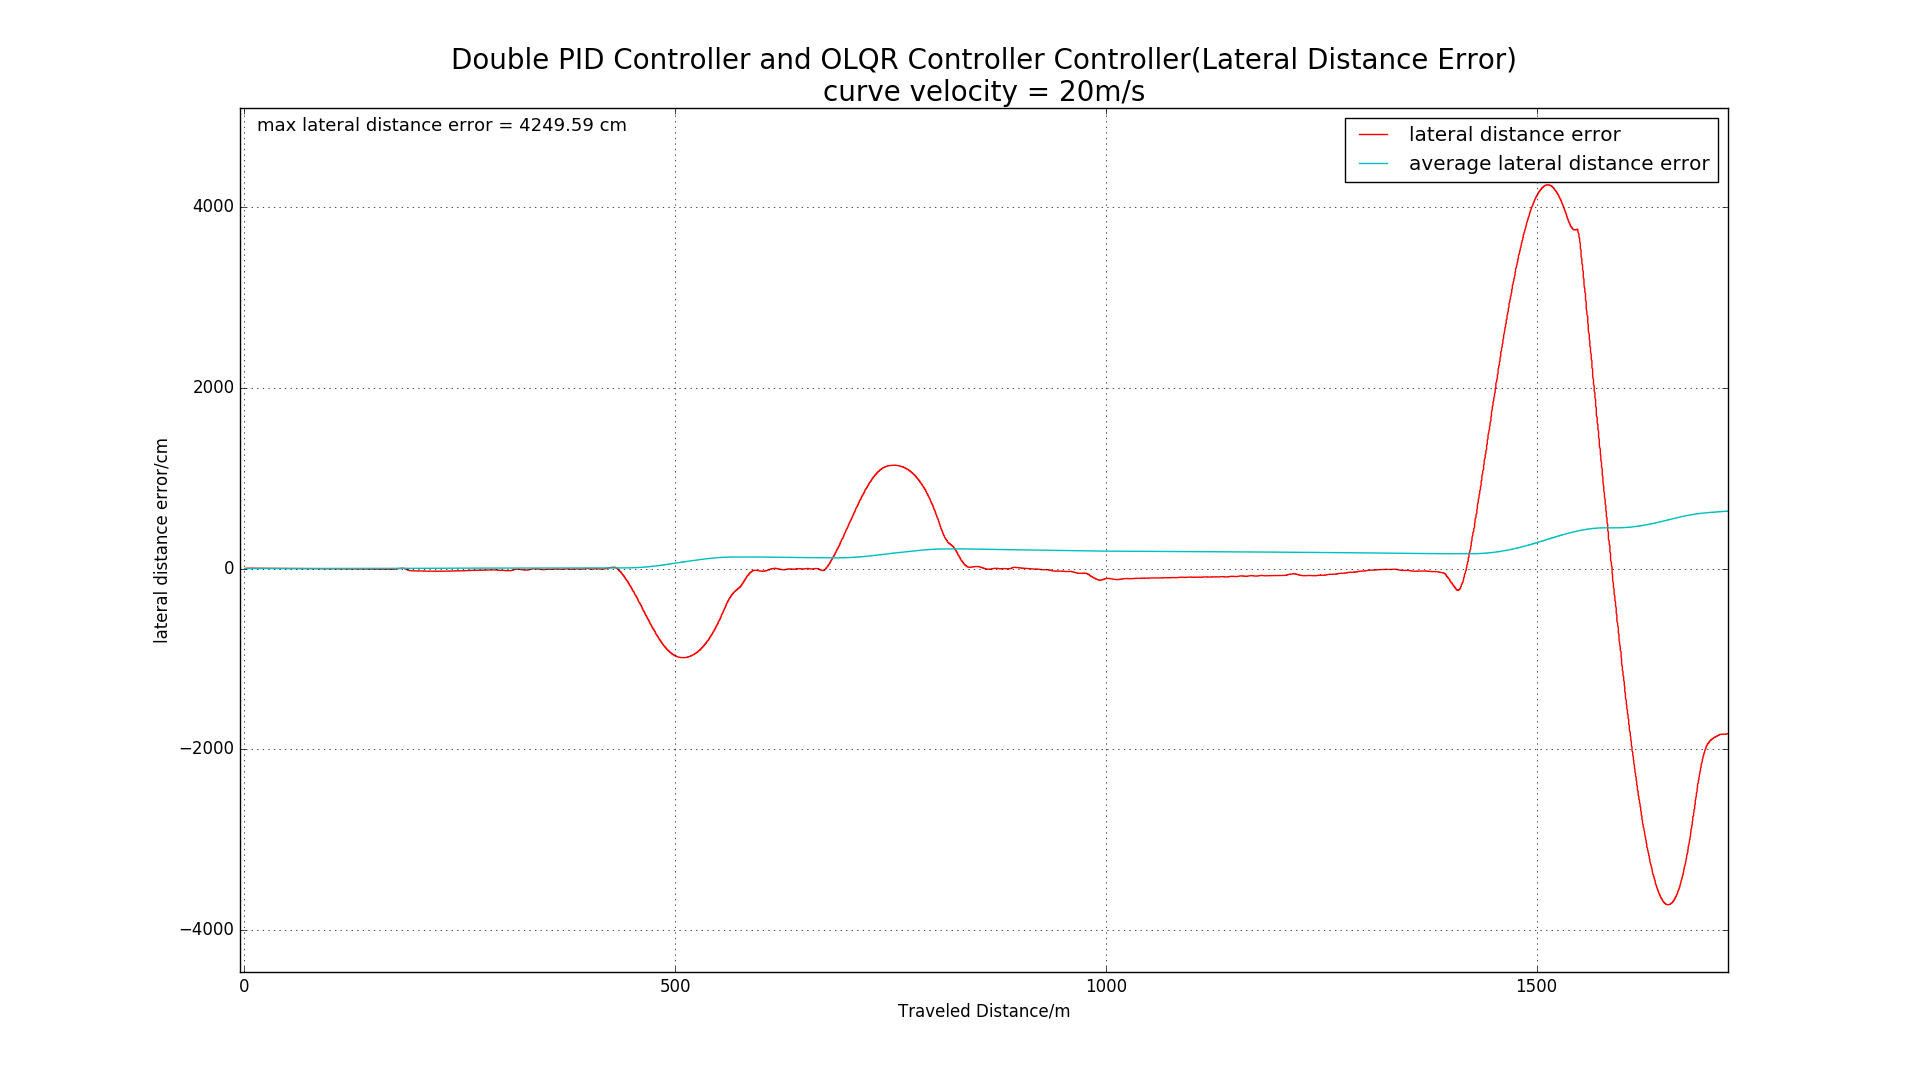 Double PID Controller and OLQR Controller Controller(Lateral Distance Error)
curve velocity = 20m/s
max lateral distance error = 4249.59 cm
lateral distance error
average lateral distance error
4000
2000
0
−2000
−4000
lateral distance error/cm
0
500
1000
1500
Traveled Distance/m